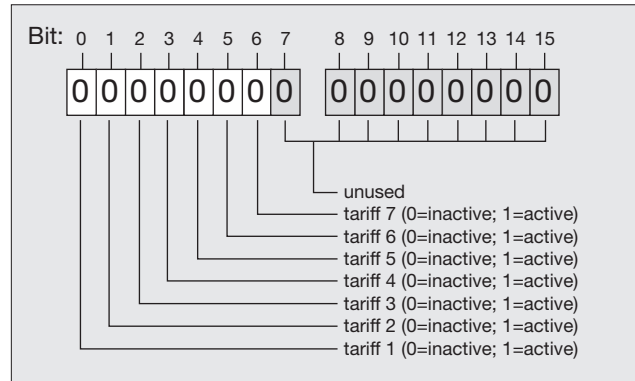 Bit: 0 1 2 3 4 5 6 7 8 9 10 11 12 13 14 15
0 0 0 0 0 0 0 0 0 0 0 0 0 0 0 0
unused
tariff 7 (0=inactive; 1=active)
tariff 6 (0=inactive; 1=active)
tariff 5 (0=inactive; 1=active)
tariff 4 (0=inactive; 1=active)
tariff 3 (0=inactive; 1=active)
tariff 2 (0=inactive; 1=active)
tariff 1 (0=inactive; 1=active)